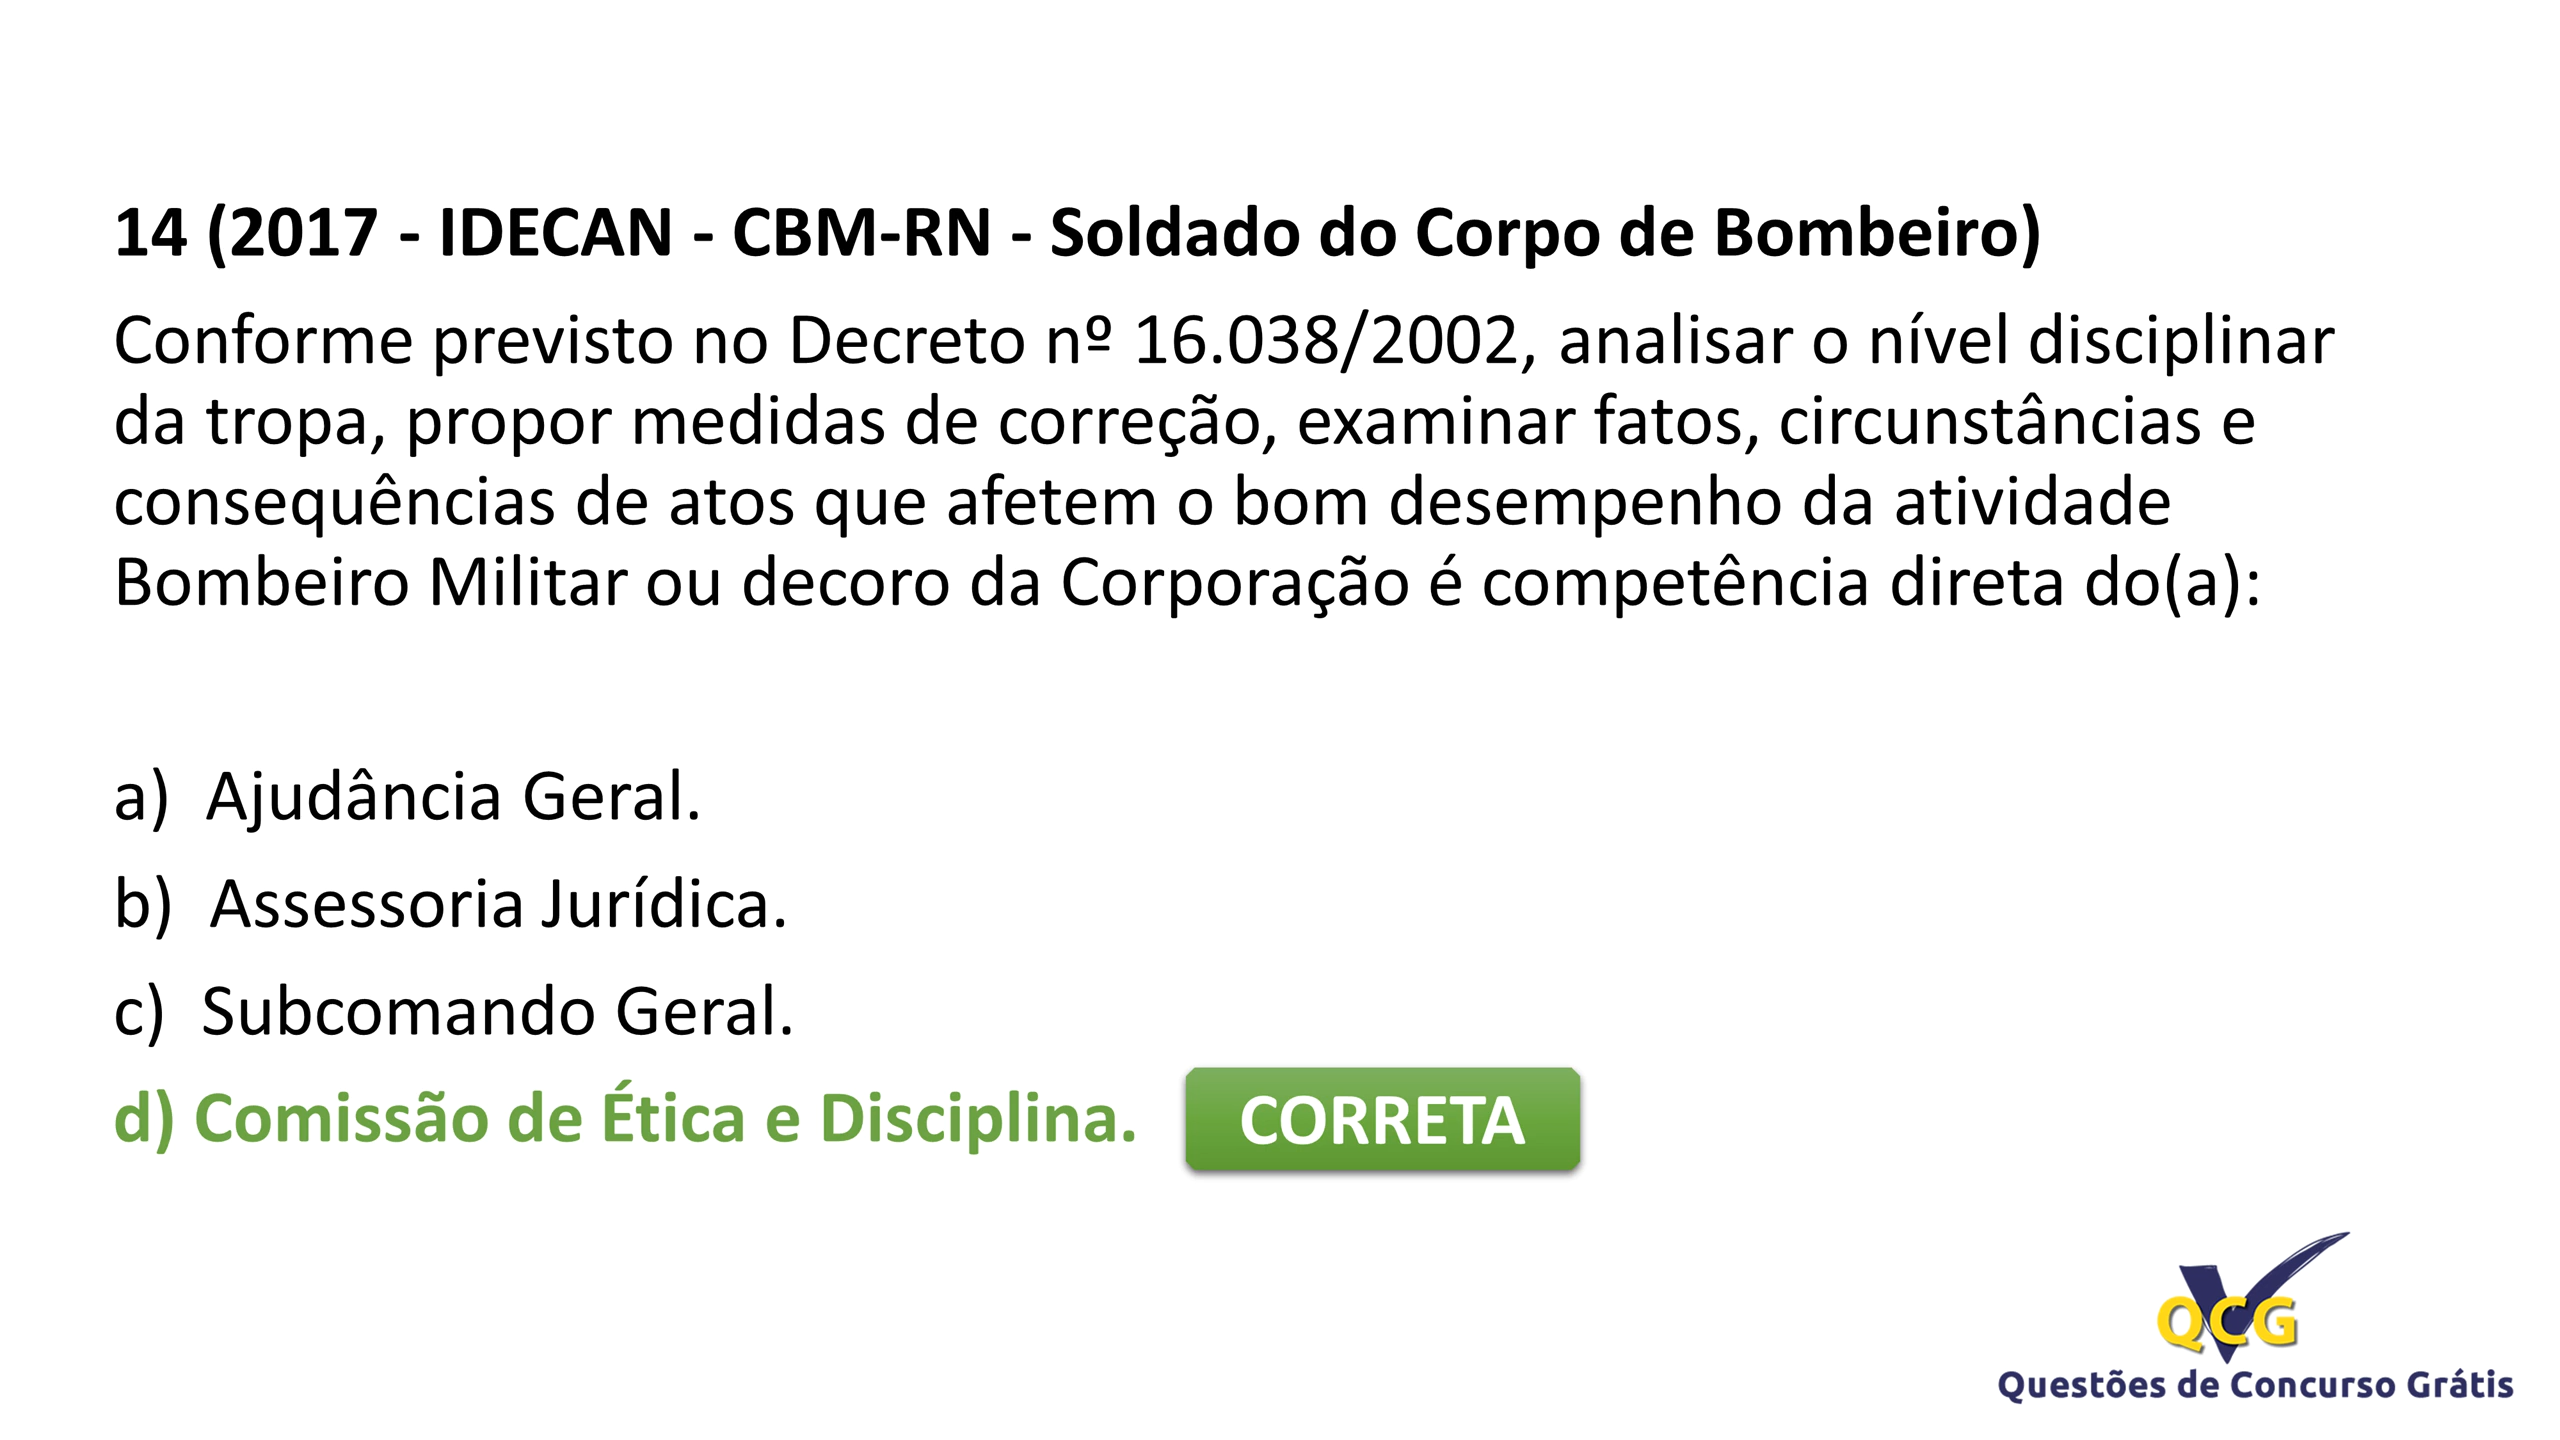 14 (2017 - IDECAN - CBM-RN - Soldado do Corpo de Bombeiro)
Conforme previsto no Decreto nº 16.038/2002, analisar o nível disciplinar
da tropa, propor medidas de correção, examinar fatos, circunstâncias e
consequências de atos que afetem o bom desempenho da atividade
Bombeiro Militar ou decoro da Corporação é competência direta do(a):
a) Ajudância Geral.
b) Assessoria Jurídica.
c) Subcomando Geral.
d) Comissão de Ética e Disciplina. CORRETA
QCG
Questões de Concurso Grátis